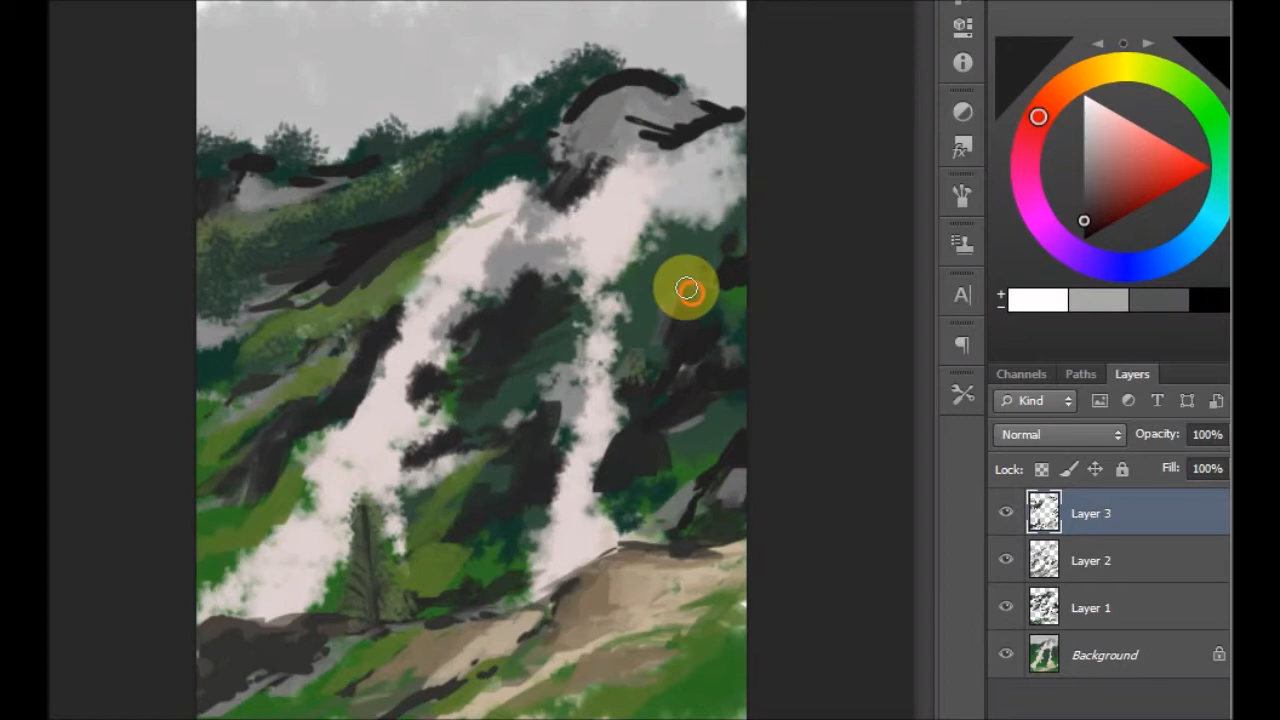 Channels Paths Layers
Kind
Normal Opacity: 100%
Lock: Fill: 100%
Layer 3
Layer 2
Layer 1
Background